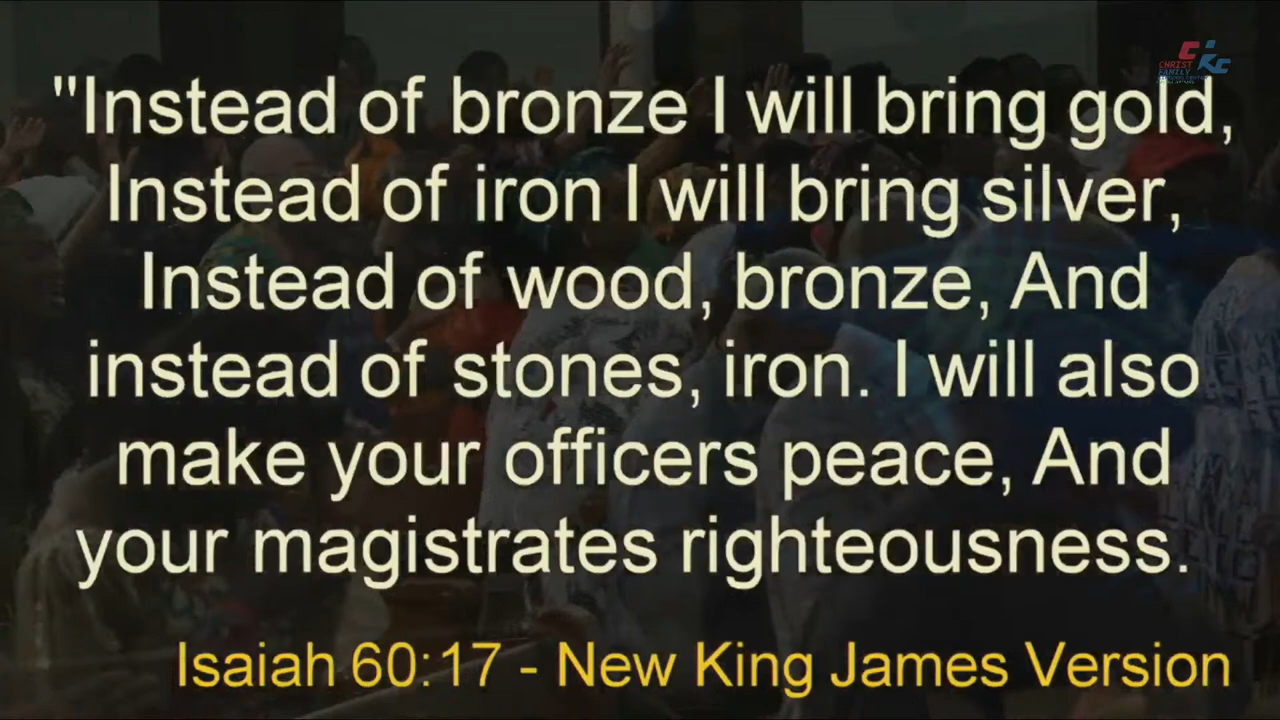 "Instead of bronze I will bring gold,
Instead of iron I will bring silver,
Instead of wood, bronze, And
instead of stones, iron. I will also
make your officers peace, And
your magistrates righteousness.
Isaiah 60:17 - New King James Version
CHRIST
FAMILY